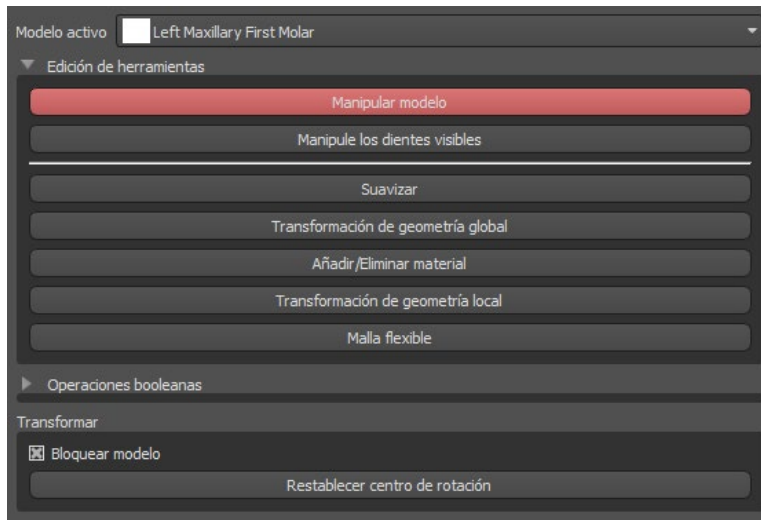 Modelo activo Left Maxillary First Molar
Edición de herramientas
Manipular modelo
Manipule los dientes visibles
Suavizar
Transformación de geometría global
Añadir/Eliminar material
Transformación de geometría local
Malla flexible
Operaciones booleanas
Transformar
Bloquear modelo
Restablecer centro de rotación